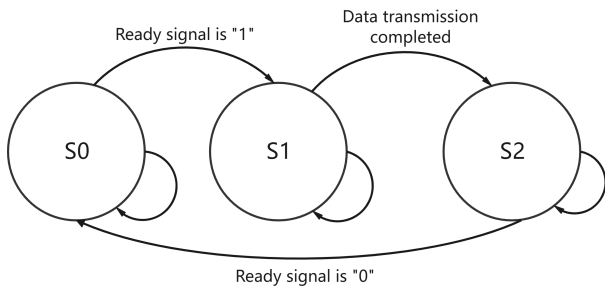 Ready signal is "1"
Data transmission
completed
S0
S1
S2
Ready signal is "0"